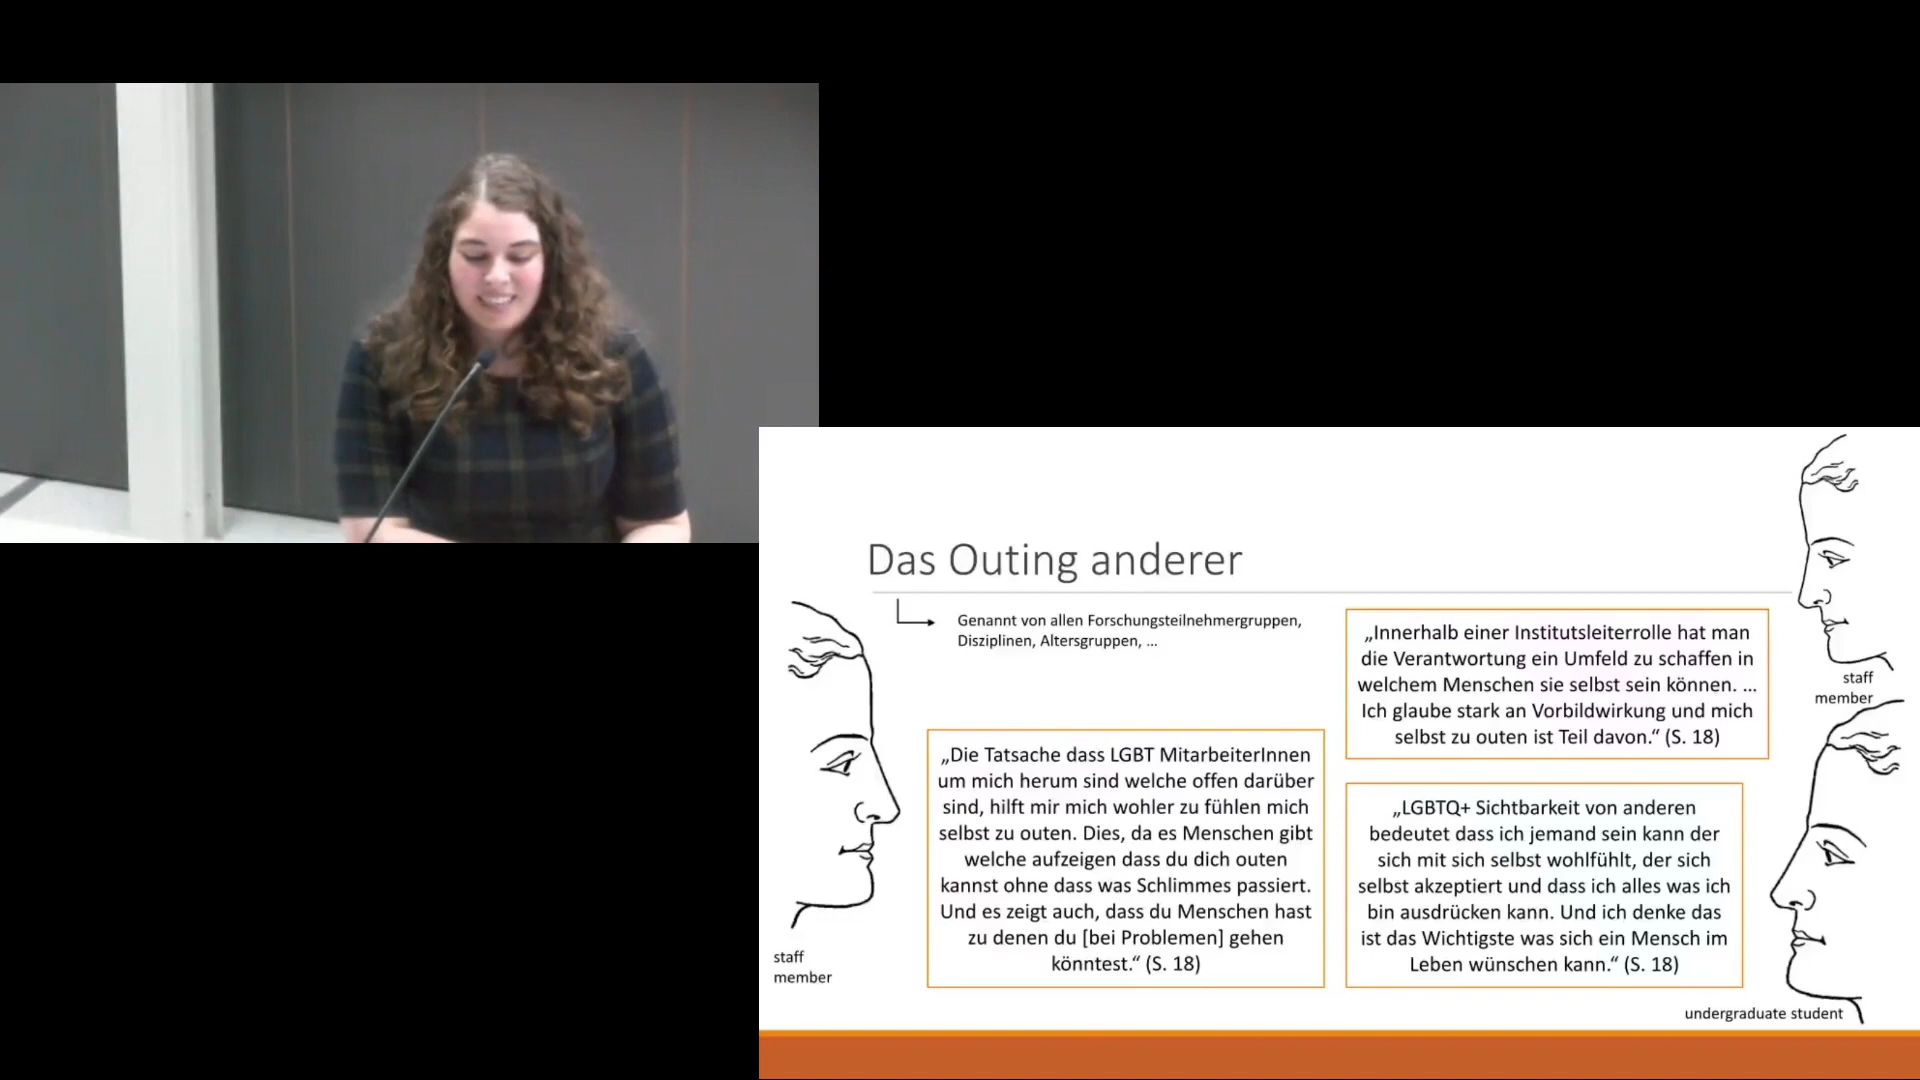 Das Outing anderer
Genannt von allen Forschungsteilnehmergruppen,
Disziplinen, Altersgruppen, ...
„Die Tatsache dass LGBT MitarbeiterInnen
um mich herum sind welche offen darüber
sind, hilft mir mich wohler zu fühlen mich
selbst zu outen. Dies, da es Menschen gibt
welche aufzeigen dass du dich outen
kannst ohne dass was Schlimmes passiert.
Und es zeigt auch, dass du Menschen hast
zu denen du [bei Problemen] gehen
könntest.“ (S. 18)
staff
member
„Innerhalb einer Institutsleiterrolle hat man
die Verantwortung ein Umfeld zu schaffen in
welchem Menschen sie selbst sein können. ...
Ich glaube stark an Vorbildwirkung und mich
selbst zu outen ist Teil davon.“ (S. 18)
staff
member
„LGBTQ+ Sichtbarkeit von anderen
bedeutet dass ich jemand sein kann der
sich mit sich selbst wohlfühlt, der sich
selbst akzeptiert und dass ich alles was ich
bin ausdrücken kann. Und ich denke das
ist das Wichtigste was sich ein Mensch im
Leben wünschen kann.“ (S. 18)
undergraduate student